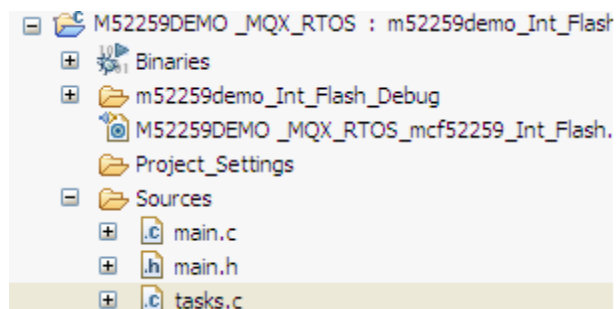 M52259DEMO _MQX_RTOS : m52259demo_Int_Flash
Binaries
m52259demo_Int_Flash_Debug
M52259DEMO _MQX_RTOS_mcf52259_Int_Flash.
Project_Settings
Sources
main.c
main.h
tasks.c